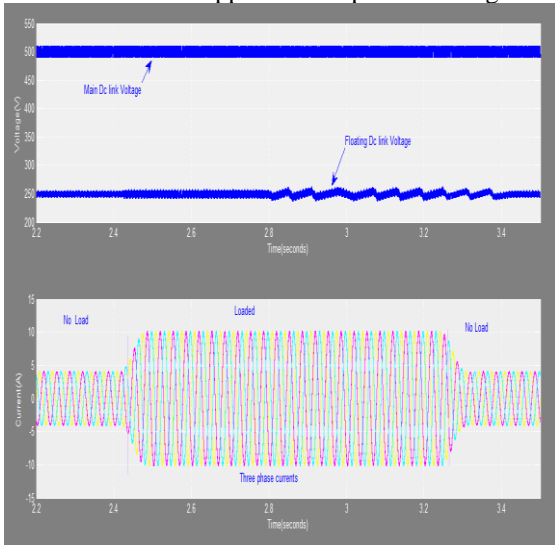 550
500
450
400
350
300
250
200
Voltage(V)
Main Dc link Voltage
Floating Dc link Voltage
2.2 2.4 2.6 2.8 3 3.2 3.4
Time(seconds)
15
10
5
0
-5
-10
-15
Current(A)
No Load
Loaded
No Load
Three phase currents
2.2 2.4 2.6 2.8 3 3.2 3.4
Time(seconds)